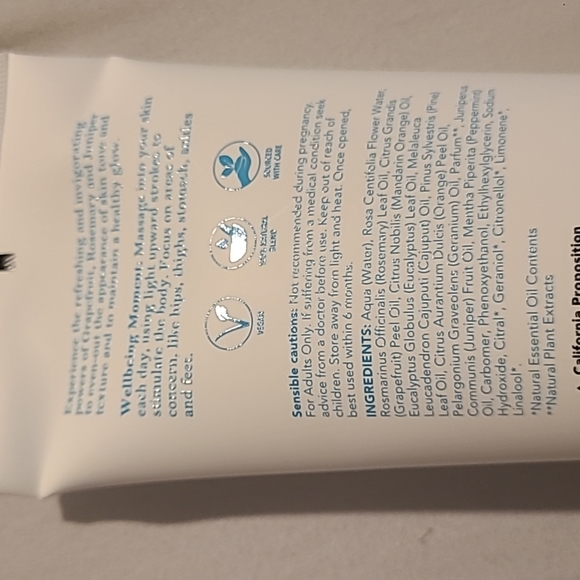 Experience the refreshing and invigorating
powers of Grapefruit, Rosemary and Juniper
to even-out the appearance of skin tone and
texture and to maintain a healthy glow.
Wellbeing Moment: Massage into your skin
each day, using light upward strokes to
stimulate the body. Focus on areas of
concern, like hips, thighs, stomach, ankles
and feet.
VEGAN
SOURCED
WITH CARE
Sensible cautions: Not recommended during pregnancy.
For Adults Only. If suffering from a medical condition seek
advice from a doctor before use. Keep out of reach of
children. Store away from light and heat. Once opened,
best used within 6 months.
INGREDIENTS: Aqua (Water), Rosa Centifolia Flower Water,
Rosmarinus Officinalis (Rosemary) Leaf Oil, Citrus Grandis
(Grapefruit) Peel Oil, Citrus Nobilis (Mandarin Orange) Oil,
Eucalyptus Globulus (Eucalyptus) Leaf Oil, Melaleuca
Leucadendron Cajuputi (Cajuput) Oil, Pinus Sylvestris (Pine)
Leaf Oil, Citrus Aurantium Dulcis (Orange) Peel Oil,
Pelargonium Graveolens (Geranium) Oil, Parfum**, Juniperus
Communis (Juniper) Fruit Oil, Mentha Piperita (Peppermint)
Oil, Carbomer, Phenoxyethanol, Ethylhexylglycerin, Sodium
Hydroxide, Citral*, Geraniol*, Citronellol*, Limonene*,
Linalool*.
*Natural Essential Oil Contents
**Natural Plant Extracts
California Proposition